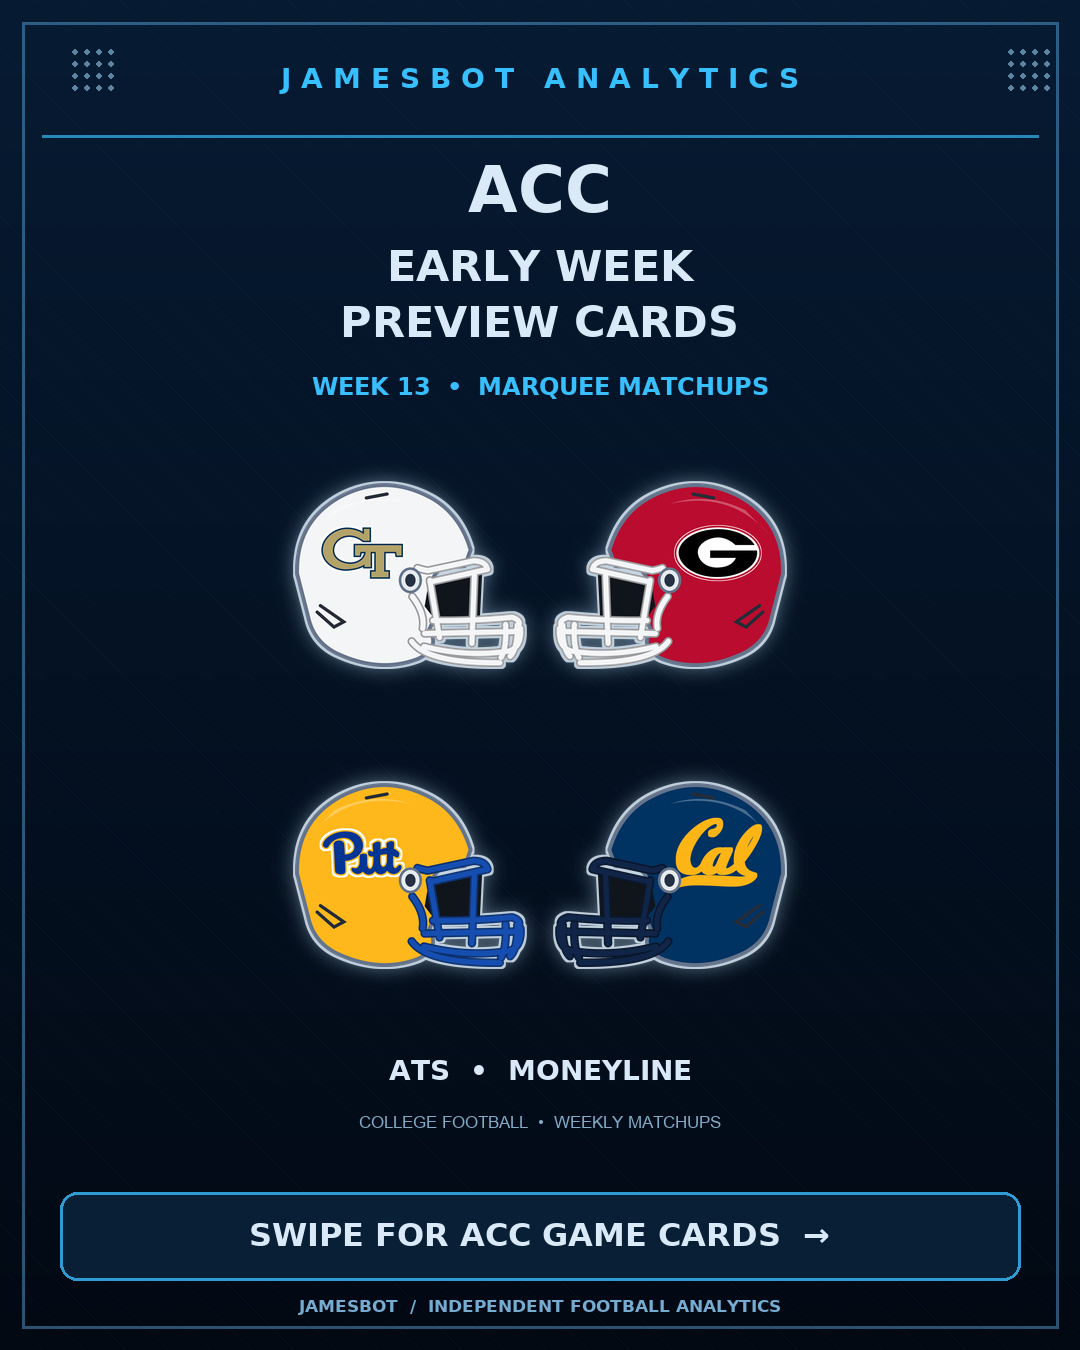 JAMESBOT ANALYTICS
ACC
EARLY WEEK
PREVIEW CARDS
WEEK 13 • MARQUEE MATCHUPS
GT
G
Pitt
Cal
ATS • MONEYLINE
COLLEGE FOOTBALL • WEEKLY MATCHUPS
SWIPE FOR ACC GAME CARDS →
JAMESBOT / INDEPENDENT FOOTBALL ANALYTICS